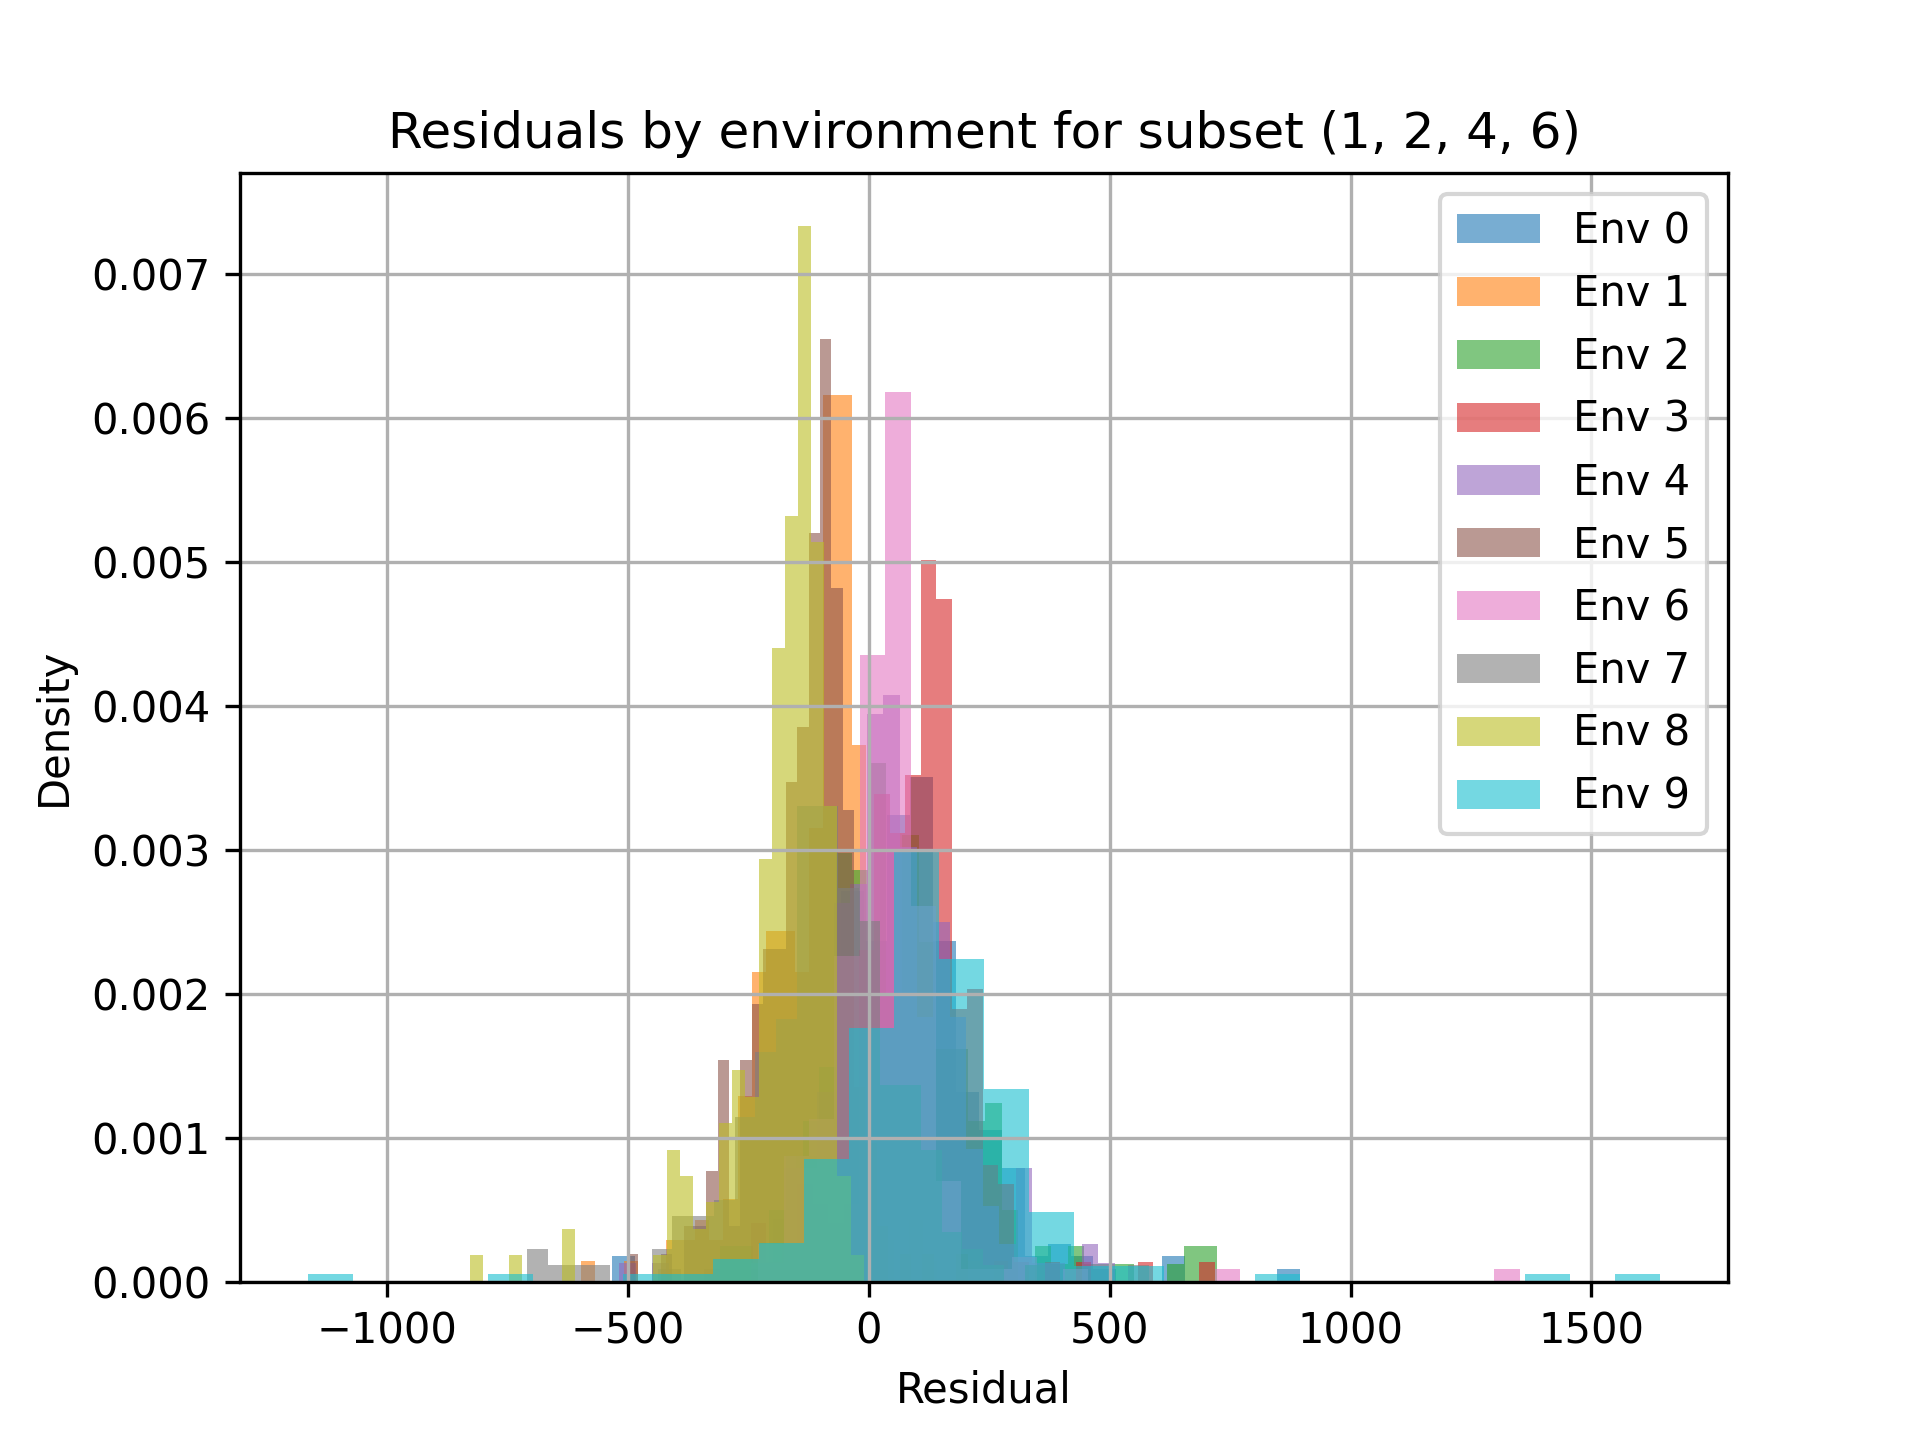 Residuals by environment for subset (1, 2, 4, 6)
Env 0
Env 1
Env 2
Env 3
Env 4
Env 5
Env 6
Env 7
Env 8
Env 9
0.007
0.006
0.005
0.004
0.003
0.002
0.001
0.000
Density
−1000
−500
0
500
1000
1500
Residual